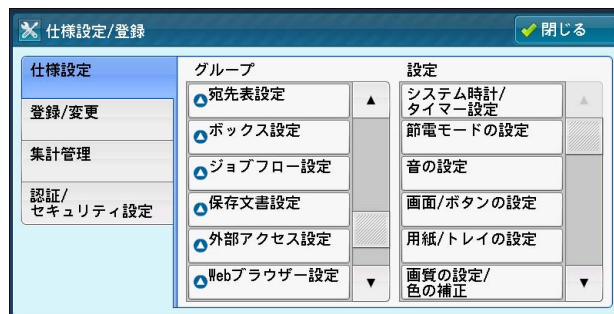 仕様設定/登録
閉じる
仕様設定
登録/変更
集計管理
認証/
セキュリティ設定
グループ
宛先表設定
ボックス設定
ジョブフロー設定
保存文書設定
外部アクセス設定
Webブラウザー設定
設定
システム時計/
タイマー設定
節電モードの設定
音の設定
画面/ボタンの設定
用紙/トレイの設定
画質の設定/
色の補正